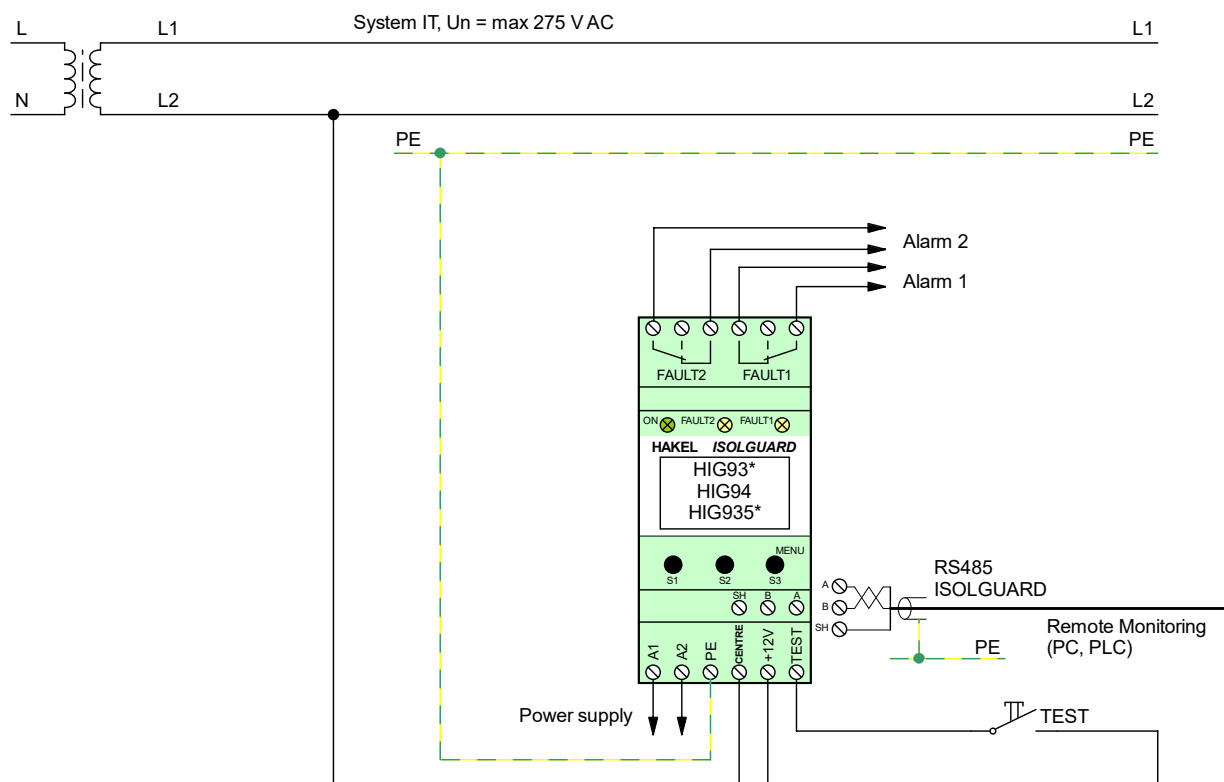 System IT, Un = max 275 V AC
L L1 L1
N L2 L2
PE PE
Alarm 2
Alarm 1
FAULT2 FAULT1
ON FAULT2 FAULT1
HAKEL ISOLGUARD
HIG93*
HIG94
HIG935*
MENU
S1 S2 S3
SH B A
A1 A2 PE CENTRE +12V TEST
A
B
SH
RS485
ISOLGUARD
Remote Monitoring
(PC, PLC)
PE
Power supply
TEST